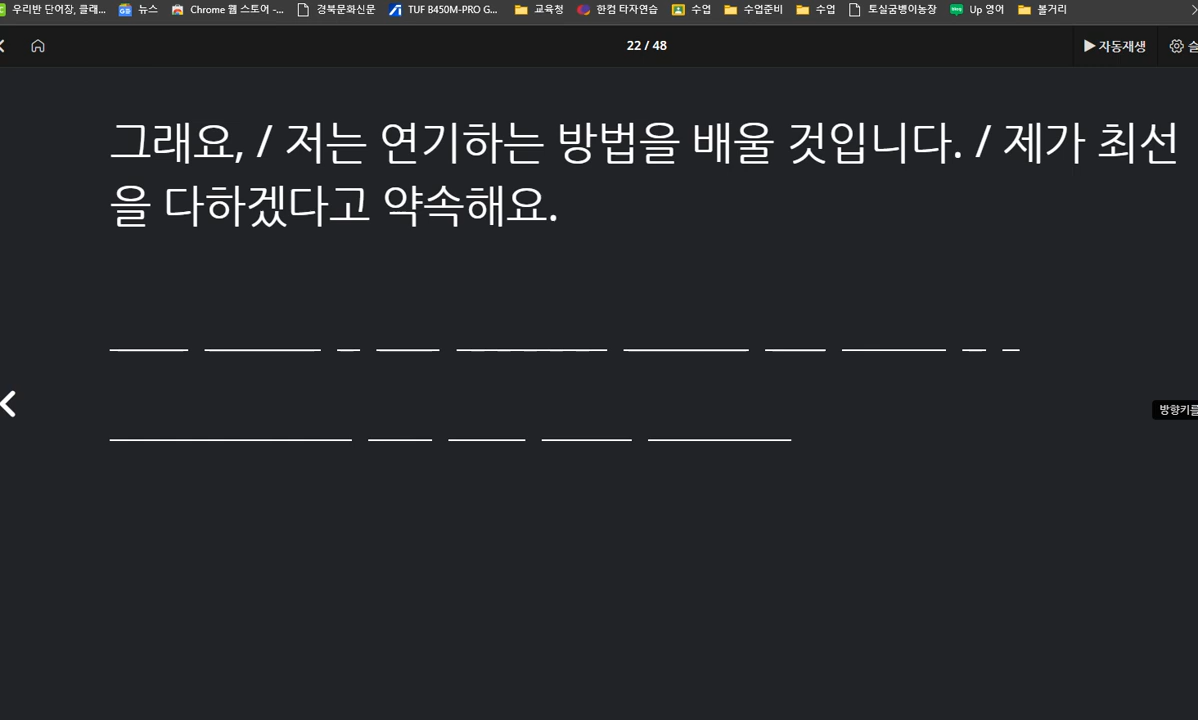 우리반 단어장, 클래... 뉴스 Chrome 웹 스토어 -... 경북문화신문 TUF B450M-PRO G... 교육청 한컴 타자연습 수업 수업준비 수업 토실굼벵이농장 Up 영어 볼거리
22 / 48
▶자동재생
그래요, / 저는 연기하는 방법을 배울 것입니다. / 제가 최선
을 다하겠다고 약속해요.
방향키를